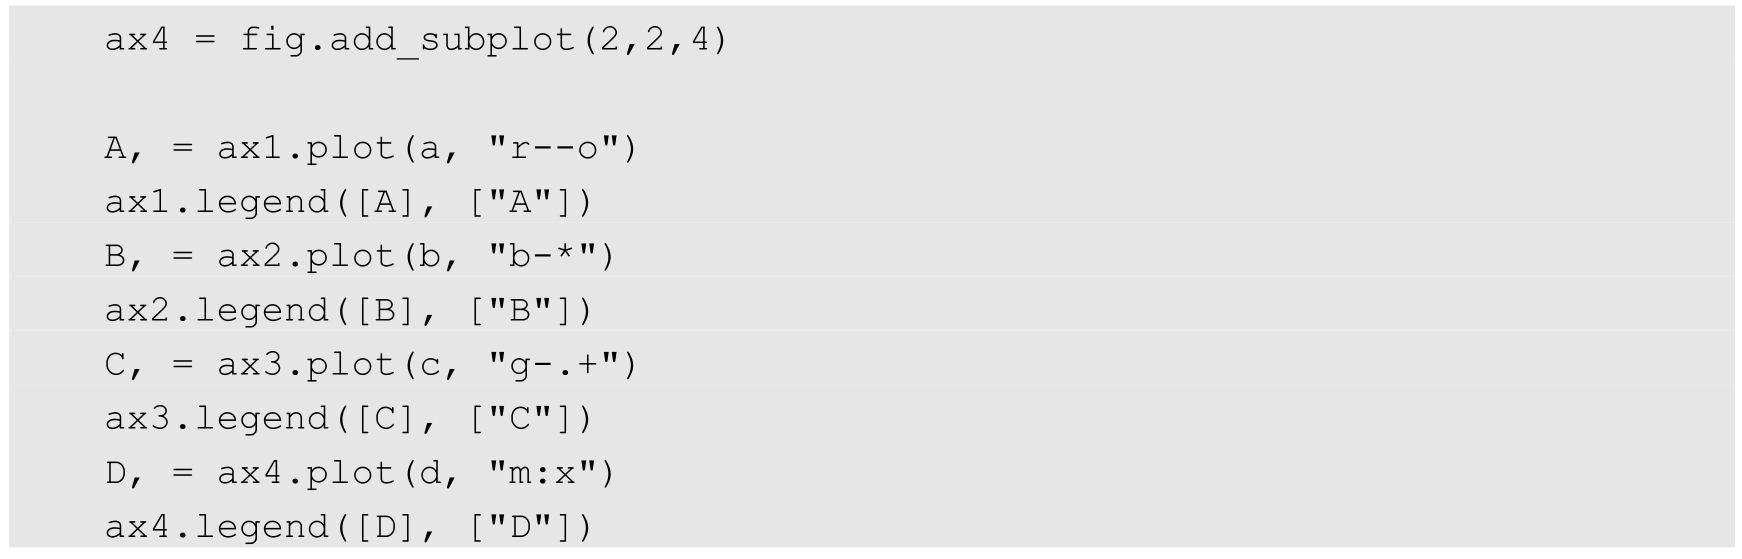 ax4 = fig.add_subplot(2,2,4)
A, = ax1.plot(a, "r--o")
ax1.legend([A], ["A"])
B, = ax2.plot(b, "b-*")
ax2.legend([B], ["B"])
C, = ax3.plot(c, "g-.+")
ax3.legend([C], ["C"])
D, = ax4.plot(d, "m:x")
ax4.legend([D], ["D"])